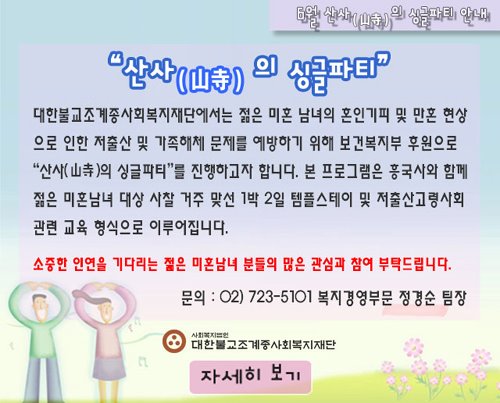 6월 산사(山寺)의 싱글파티 안내
“산사(山寺)의 싱글파티”
대한불교조계종사회복지재단에서는 젊은 미혼 남녀의 혼인기피 및 만혼 현상
으로 인한 저출산 및 가족해체 문제를 예방하기 위해 보건복지부 후원으로
“산사(山寺)의 싱글파티”를 진행하고자 합니다. 본 프로그램은 흥국사와 함께
젊은 미혼남녀 대상 사찰 거주 맞선 1박 2일 템플스테이 및 저출산고령사회
관련 교육 형식으로 이루어집니다.
소중한 인연을 기다리는 젊은 미혼남녀 분들의 많은 관심과 참여 부탁드립니다.
문의 : 02) 723-5101 복지경영부문 정경순 팀장
사회복지법인
대한불교조계종사회복지재단
자세히 보기